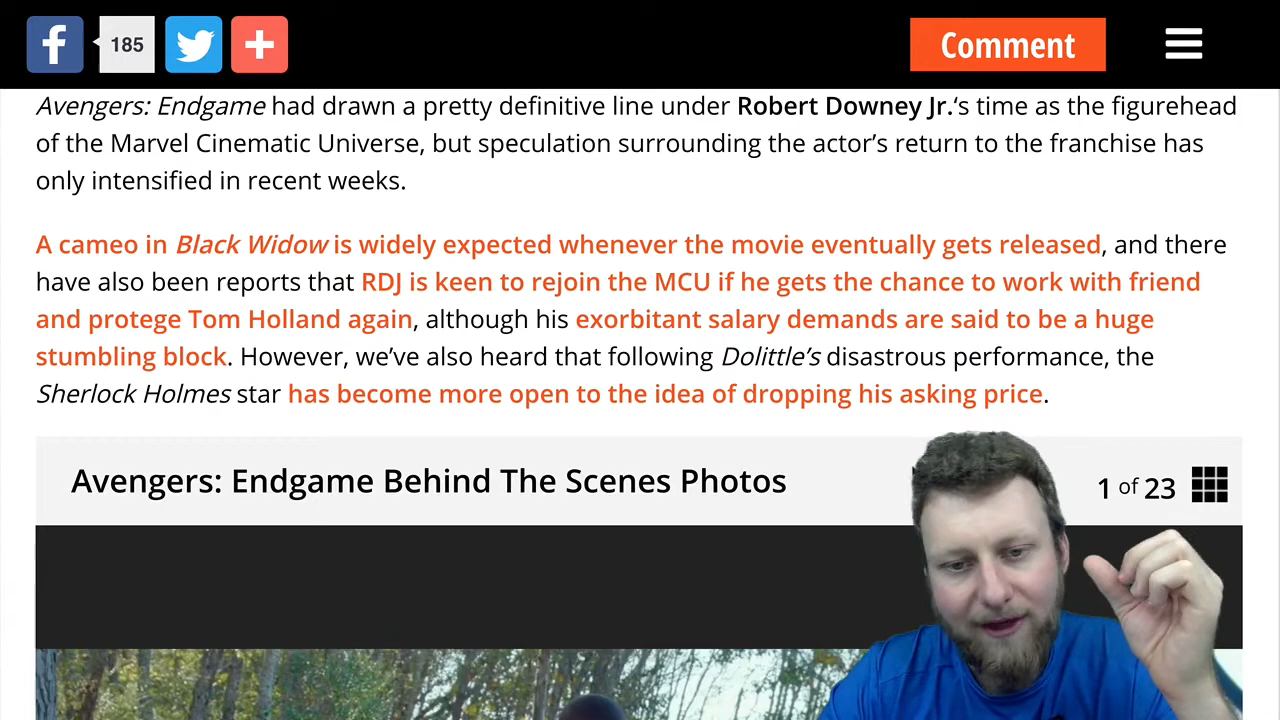 185
Comment
Avengers: Endgame had drawn a pretty definitive line under Robert Downey Jr.‘s time as the figurehead
of the Marvel Cinematic Universe, but speculation surrounding the actor’s return to the franchise has
only intensified in recent weeks.
A cameo in Black Widow is widely expected whenever the movie eventually gets released, and there
have also been reports that RDJ is keen to rejoin the MCU if he gets the chance to work with friend
and protege Tom Holland again, although his exorbitant salary demands are said to be a huge
stumbling block. However, we’ve also heard that following Dolittle’s disastrous performance, the
Sherlock Holmes star has become more open to the idea of dropping his asking price.
Avengers: Endgame Behind The Scenes Photos
1 of 23